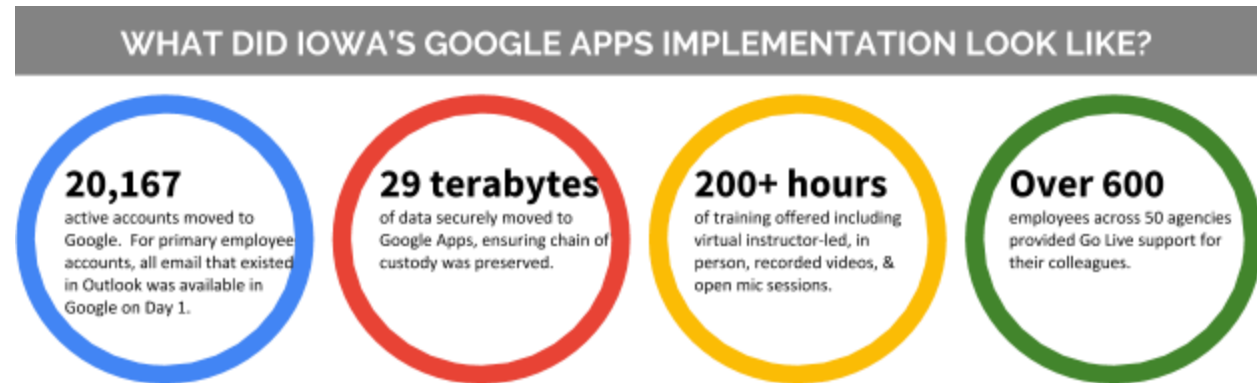 WHAT DID IOWA'S GOOGLE APPS IMPLEMENTATION LOOK LIKE?
20,167
active accounts moved to
Google.  For primary employee
accounts, all email that existed
in Outlook was available in
Google on Day 1.
29 terabytes
of data securely moved to
Google Apps, ensuring chain of
custody was preserved.
200+ hours
of training offered including
virtual instructor-led, in
person, recorded videos, &
open mic sessions.
Over 600
employees across 50 agencies
provided Go Live support for
their colleagues.